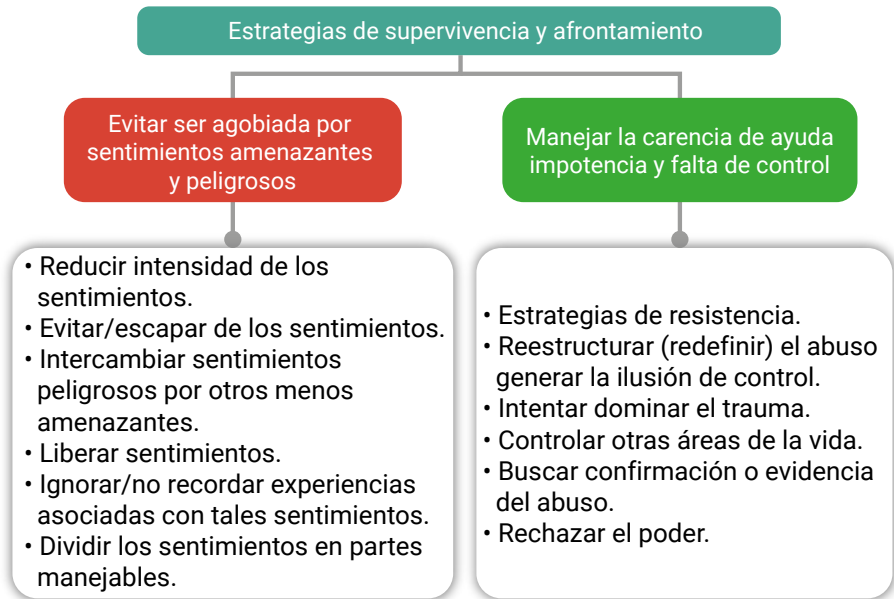 Estrategias de supervivencia y afrontamiento
Evitar ser agobiada por
sentimientos amenazantes
y peligrosos
Manejar la carencia de ayuda
impotencia y falta de control
• Reducir intensidad de los
sentimientos.
• Evitar/escapar de los sentimientos.
• Intercambiar sentimientos
peligrosos por otros menos
amenazantes.
• Liberar sentimientos.
• Ignorar/no recordar experiencias
asociadas con tales sentimientos.
• Dividir los sentimientos en partes
manejables.
• Estrategias de resistencia.
• Reestructurar (redefinir) el abuso
generar la ilusión de control.
• Intentar dominar el trauma.
• Controlar otras áreas de la vida.
• Buscar confirmación o evidencia
del abuso.
• Rechazar el poder.